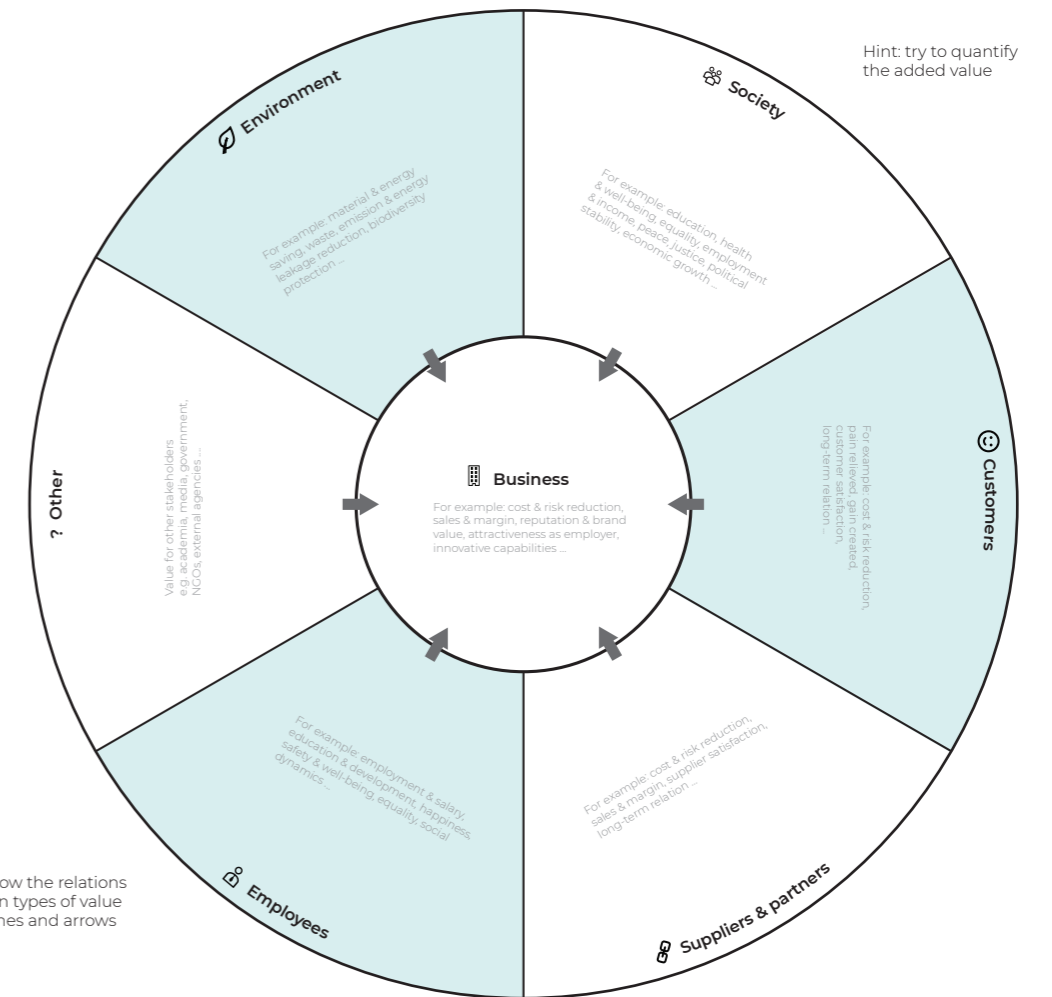 Hint: try to quantify
the added value
Environment
For example: material & energy
saving, waste, emission & energy
leakage reduction, biodiversity
protection ...
Society
For example: education, health
& well-being, equality, employment
& income, peace, justice, political
stability, economic growth ...
Customers
For example: cost & risk reduction,
pain relieved, gain created,
customer satisfaction,
long-term relation ...
Business
For example: cost & risk reduction,
sales & margin, reputation & brand
value, attractiveness as employer,
innovative capabilities ...
? Other
Value for other stakeholders
e.g. academia, media, government,
NGOs, external agencies ...
Employees
For example: employment & salary,
education & development, happiness,
safety & well-being, equality, social
dynamics ...
Suppliers & partners
For example: cost & risk reduction,
sales & margin, supplier satisfaction,
long-term relation ...
the relations
types of value
and arrows